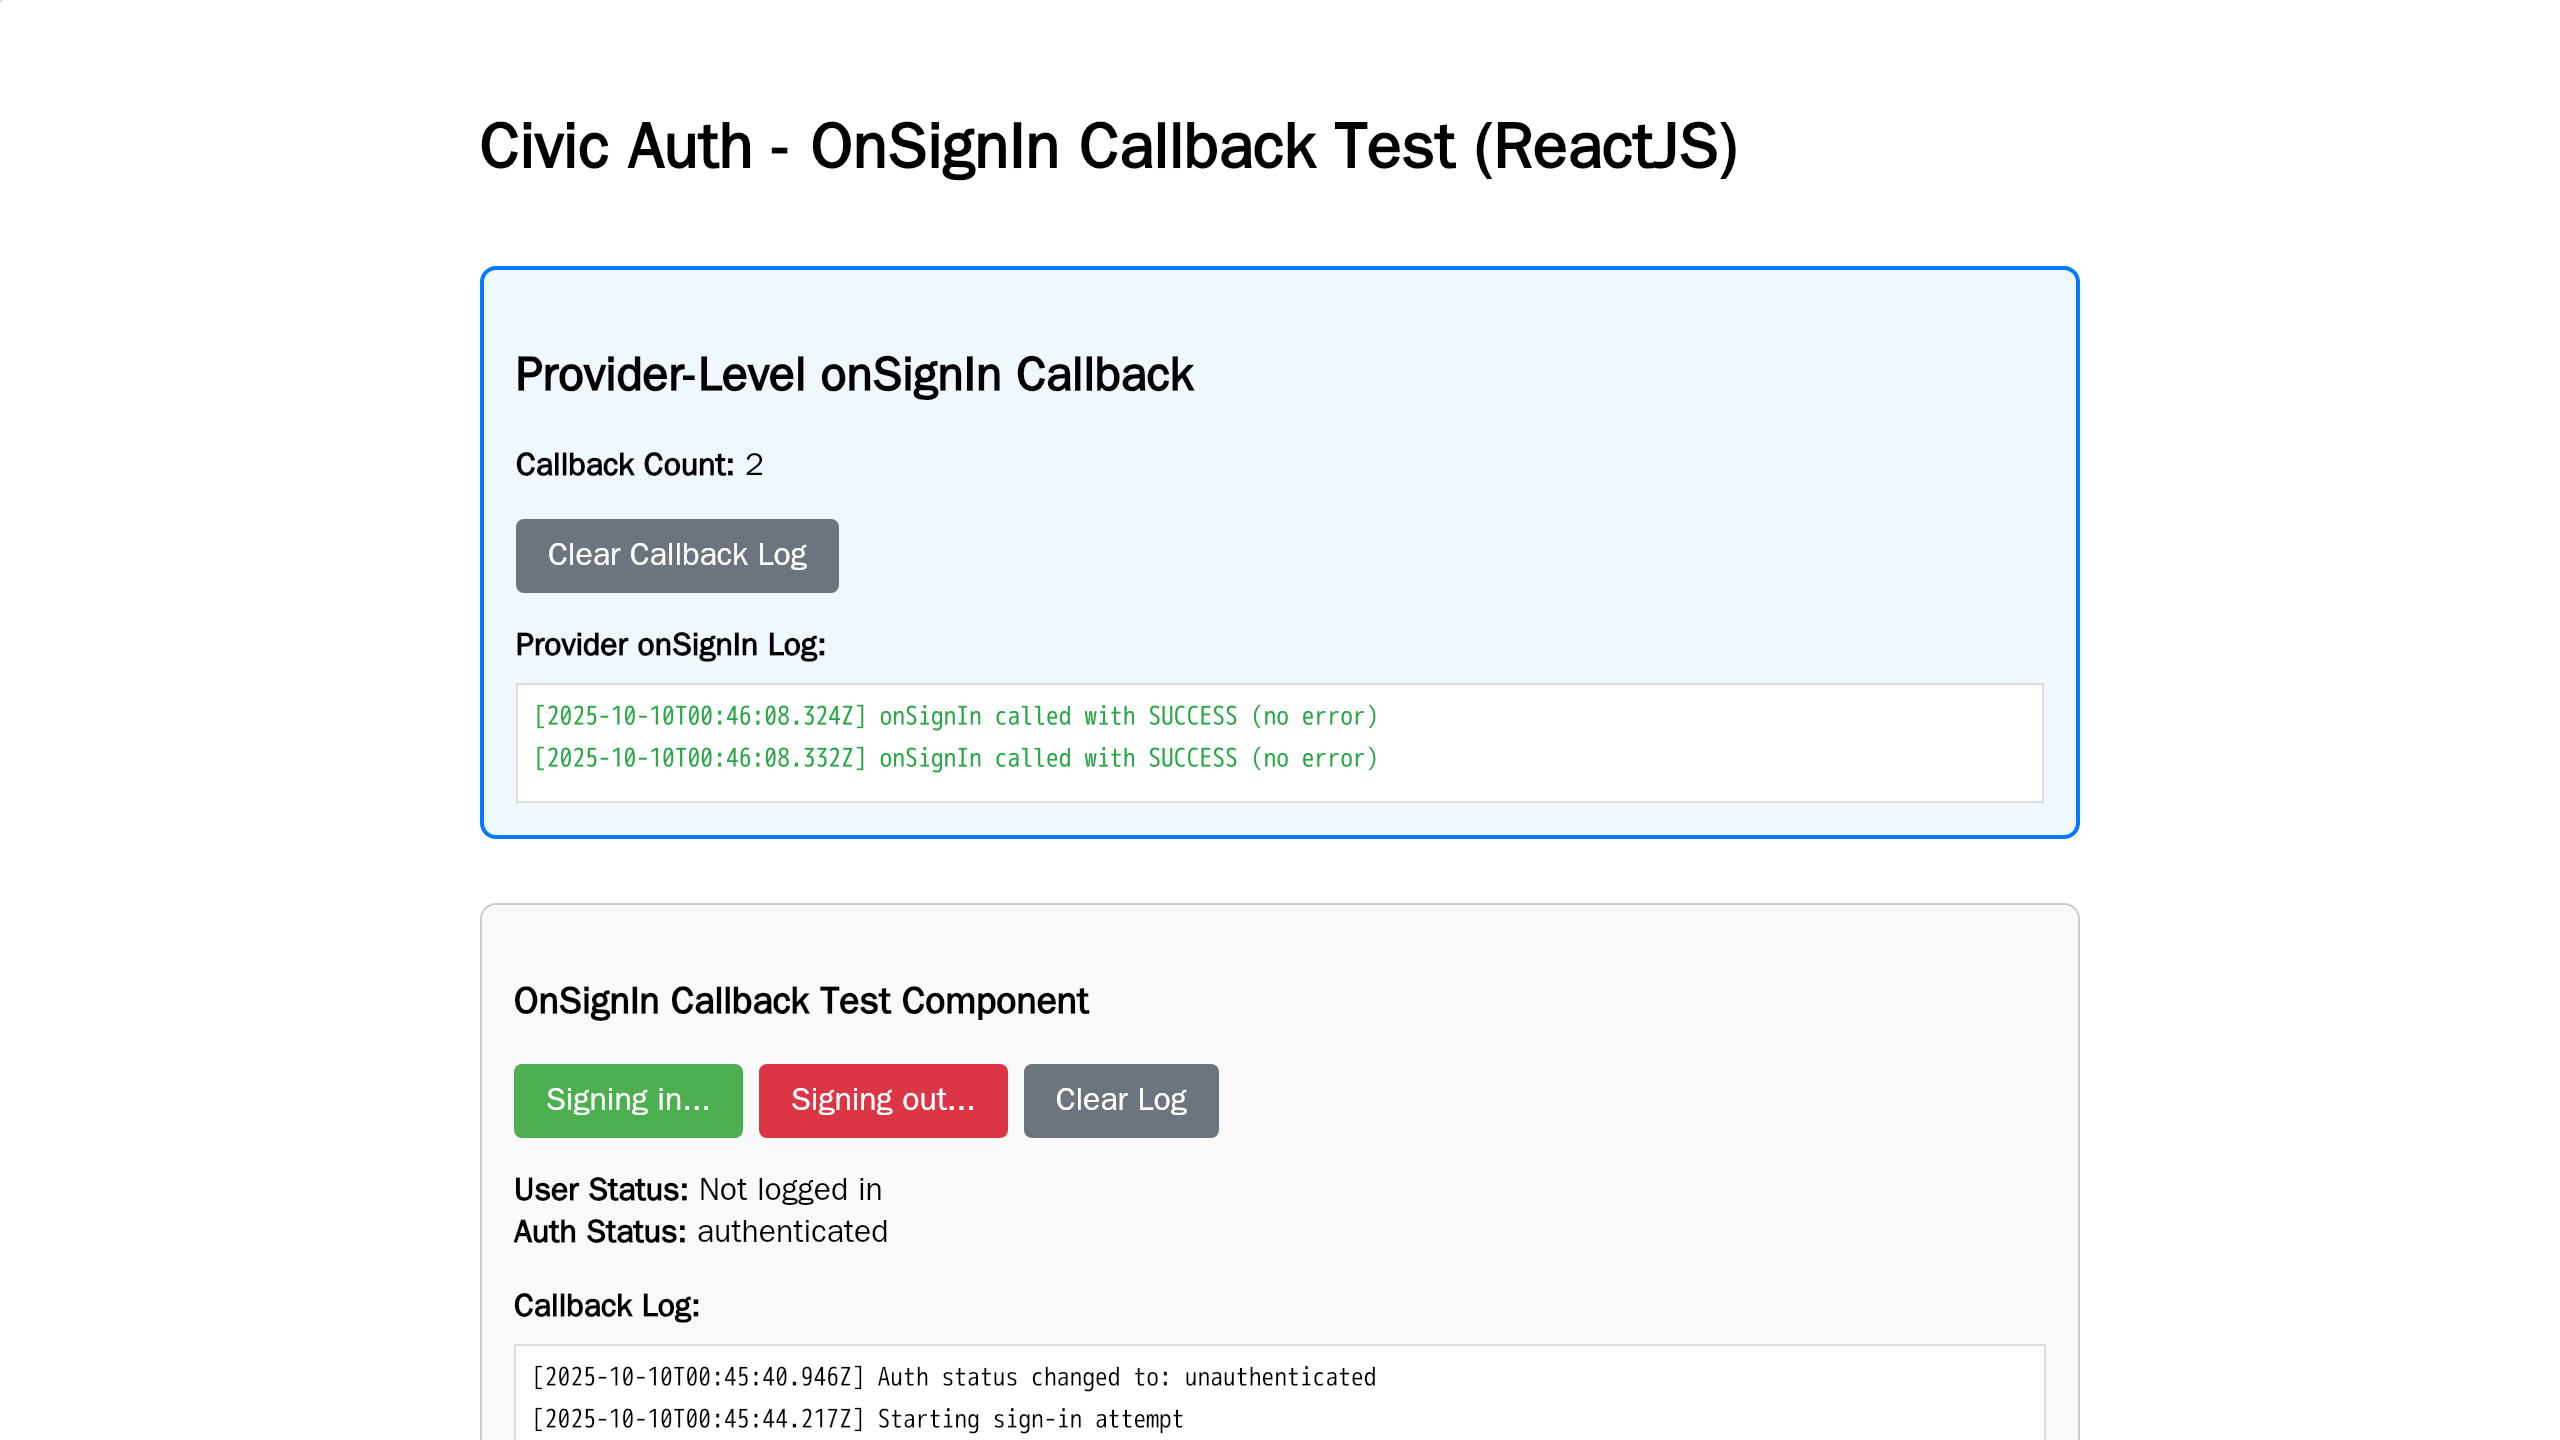 Civic Auth - OnSignIn Callback Test (ReactJS)
Provider-Level onSignIn Callback
Callback Count: 2
Clear Callback Log
Provider onSignIn Log:
[2025-10-10T00:46:08.324Z] onSignIn called with SUCCESS (no error)
[2025-10-10T00:46:08.332Z] onSignIn called with SUCCESS (no error)
OnSignIn Callback Test Component
Signing in... Signing out... Clear Log
User Status: Not logged in
Auth Status: authenticated
Callback Log:
[2025-10-10T00:45:40.946Z] Auth status changed to: unauthenticated
[2025-10-10T00:45:44.217Z] Starting sign-in attempt